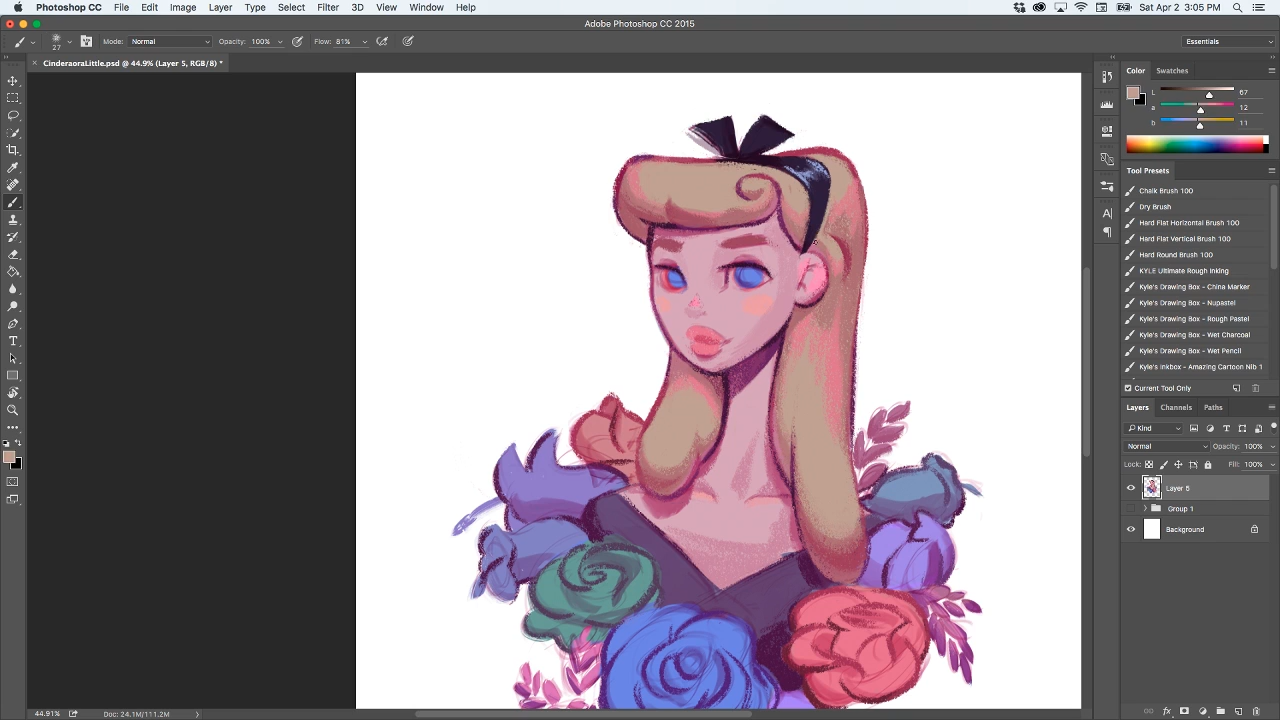 Photoshop CC File Edit Image Layer Type Select Filter 3D View Window Help Sat Apr 2 3:05 PM
Adobe Photoshop CC 2015
27 Mode: Normal Opacity: 100% Flow: 81% Essentials
× CinderaoraLittle.psd @ 44.9% (Layer 5, RGB/8) *
Color Swatches
L 67
a 12
b 11
Tool Presets
Chalk Brush 100
Dry Brush
Hard Flat Horizontal Brush 100
Hard Flat Vertical Brush 100
Hard Round Brush 100
KYLE Ultimate Rough Inking
Kyle's Drawing Box - China Marker
Kyle's Drawing Box - Nupastel
Kyle's Drawing Box - Rough Pastel
Kyle's Drawing Box - Wet Charcoal
Kyle's Drawing Box - Wet Pencil
Kyle's Inkbox - Amazing Cartoon Nib 1
Current Tool Only
Layers Channels Paths
Kind
Normal Opacity: 100%
Lock: Fill: 100%
Layer 5
Group 1
Background
44.91% Doc: 24.1M/111.2M